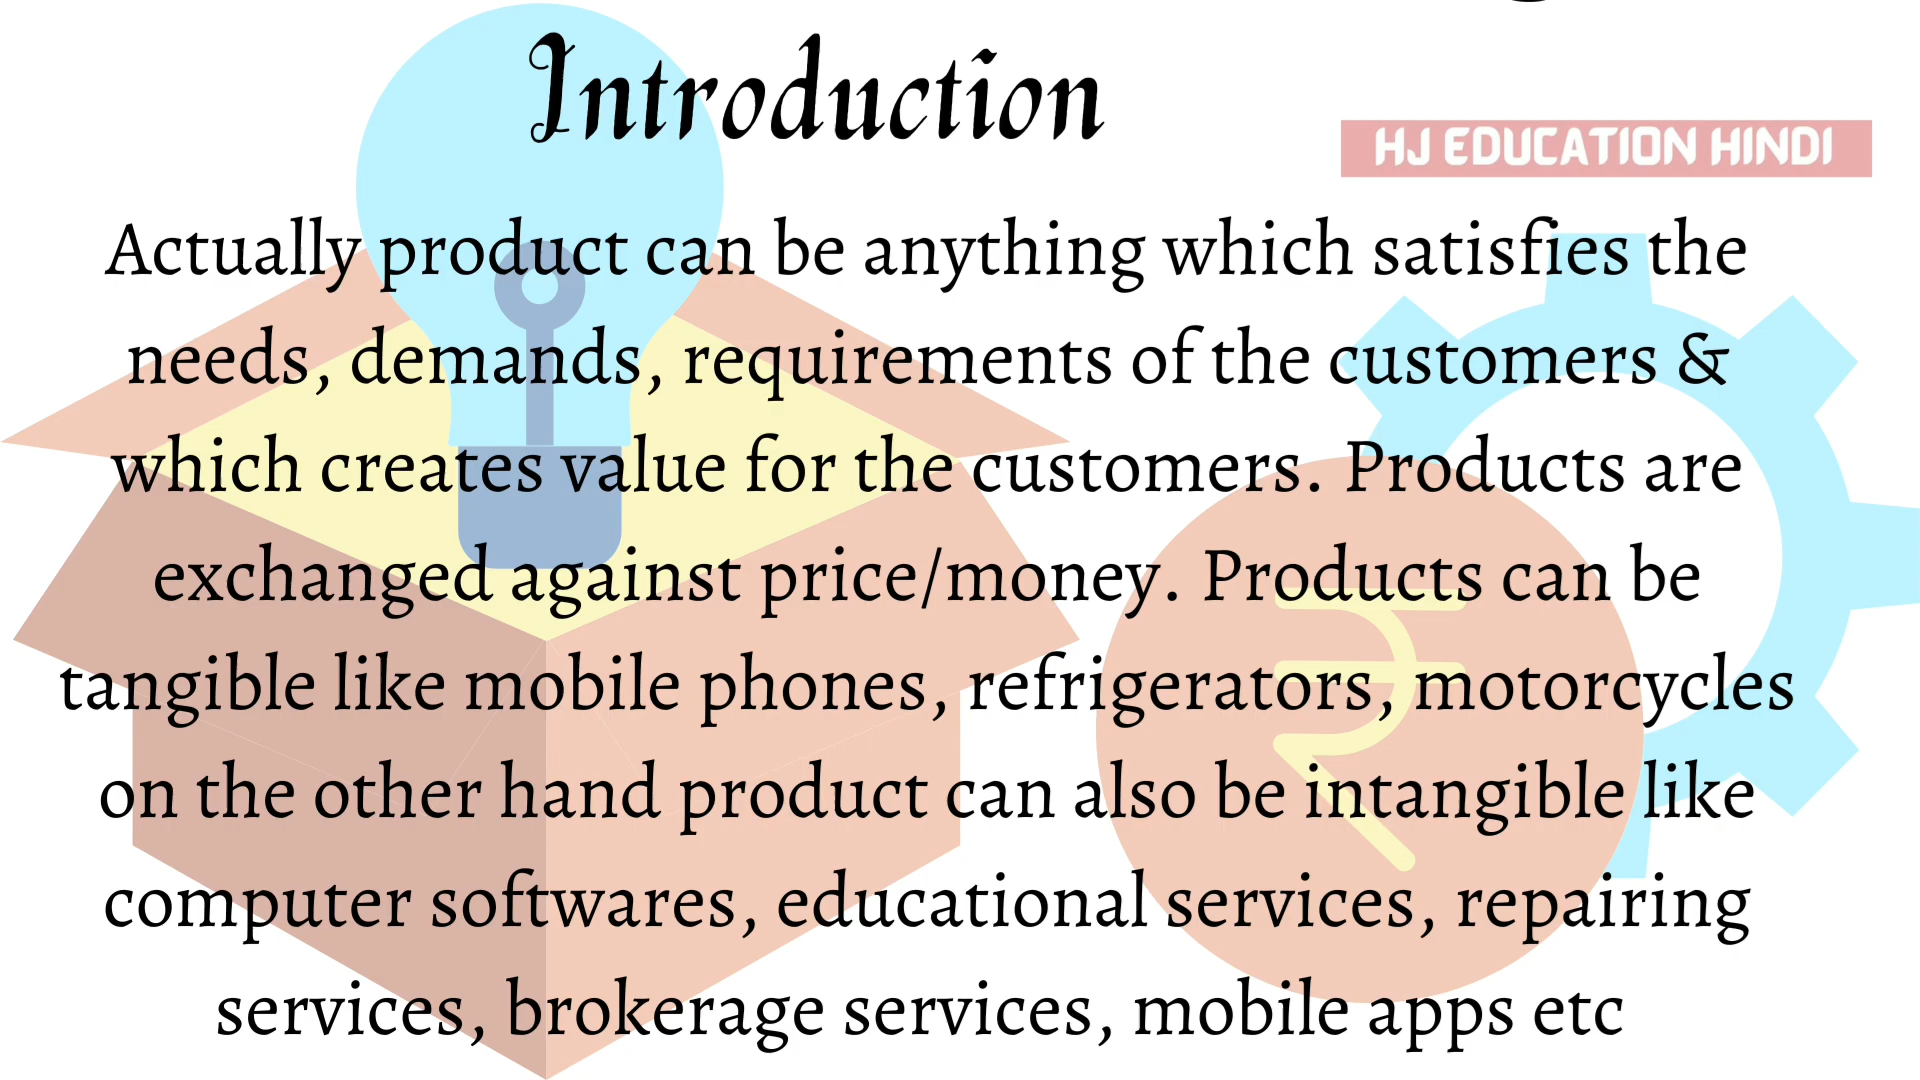 Introduction
HJ EDUCATION HINDI
Actually product can be anything which satisfies the
needs, demands, requirements of the customers &
which creates value for the customers. Products are
exchanged against price/money. Products can be
tangible like mobile phones, refrigerators, motorcycles
on the other hand product can also be intangible like
computer softwares, educational services, repairing
services, brokerage services, mobile apps etc